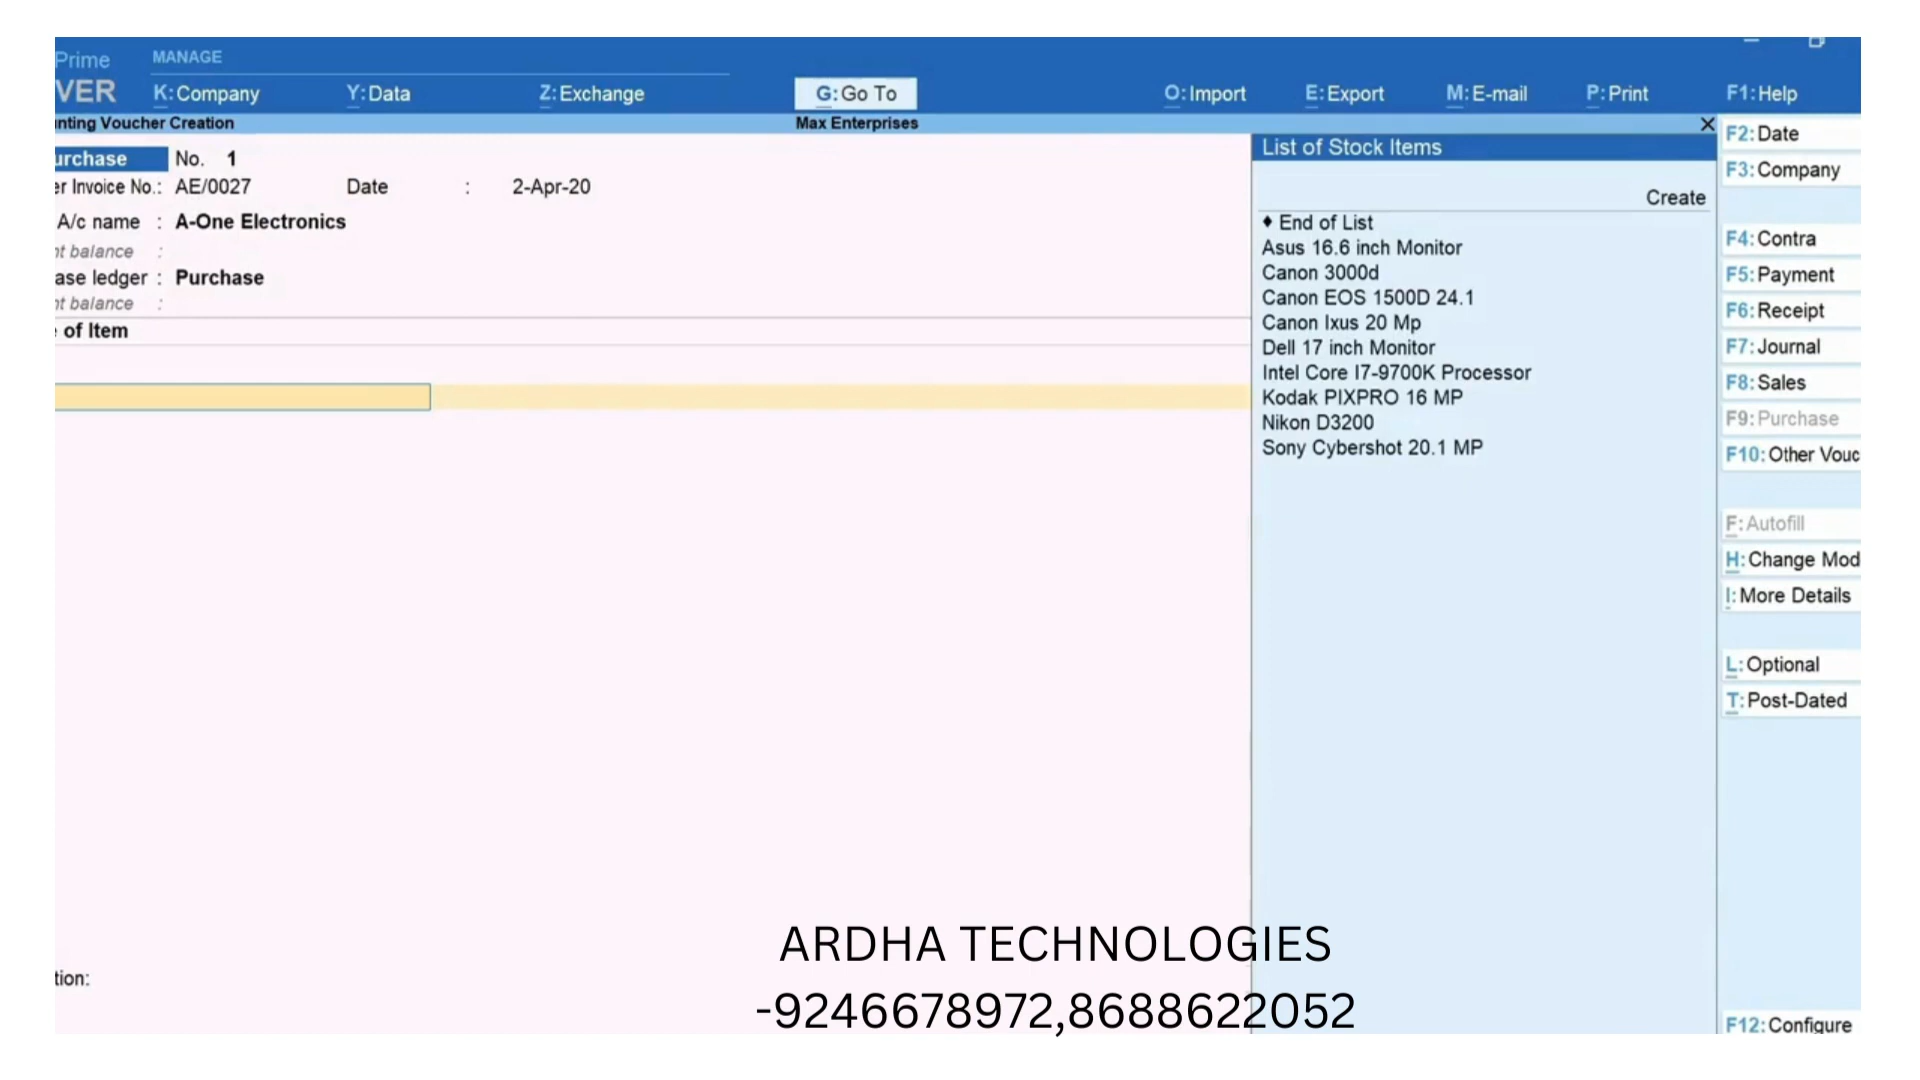 Prime MANAGE
VER K:Company Y:Data Z:Exchange G:Go To O:Import E:Export M:E-mail P:Print F1:Help
nting Voucher Creation Max Enterprises
urchase No. 1
er Invoice No.: AE/0027 Date : 2-Apr-20
A/c name : A-One Electronics
nt balance :
ase ledger : Purchase
nt balance :
of Item
tion:
List of Stock Items
Create
♦ End of List
Asus 16.6 inch Monitor
Canon 3000d
Canon EOS 1500D 24.1
Canon Ixus 20 Mp
Dell 17 inch Monitor
Intel Core I7-9700K Processor
Kodak PIXPRO 16 MP
Nikon D3200
Sony Cybershot 20.1 MP
F2:Date
F3:Company
F4:Contra
F5:Payment
F6:Receipt
F7:Journal
F8:Sales
F9:Purchase
F10:Other Vouc
F:Autofill
H:Change Mod
I:More Details
L:Optional
T:Post-Dated
F12:Configure
ARDHA TECHNOLOGIES
-9246678972,8688622052